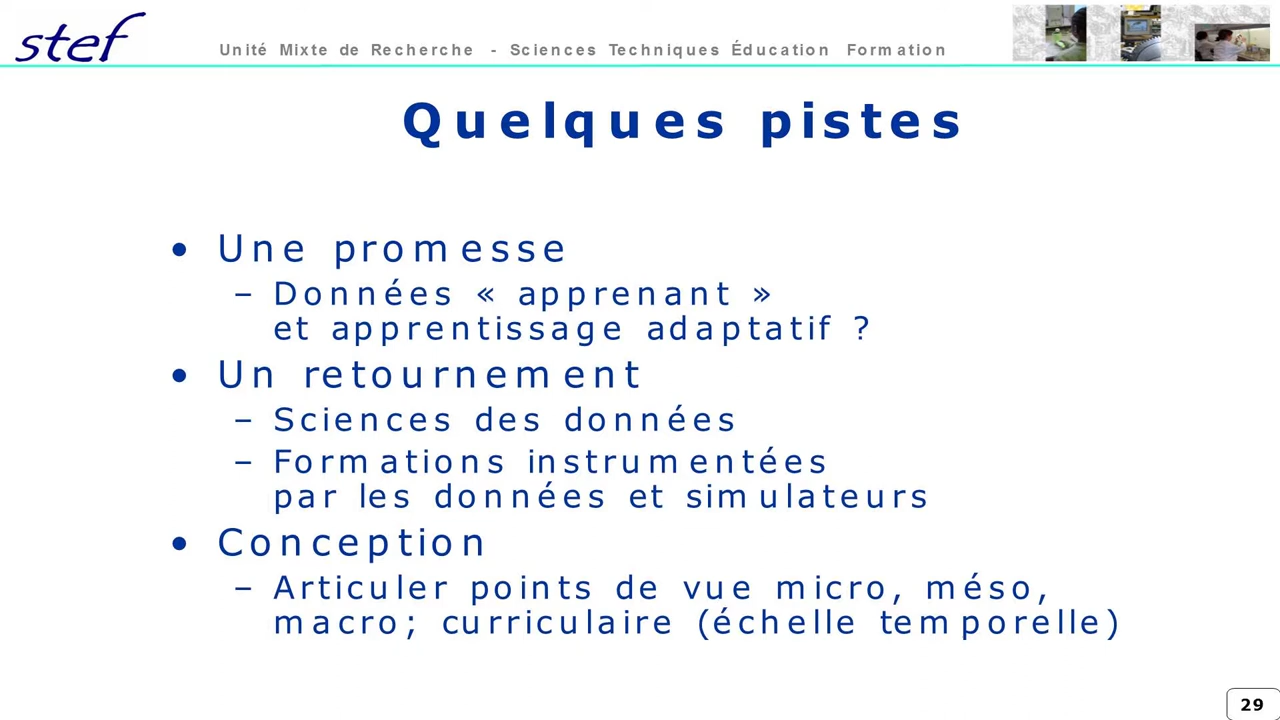 stef
Unité Mixte de Recherche - Sciences Techniques Éducation Formation
Quelques pistes
• Une promesse
– Données « apprenant »
et apprentissage adaptatif ?
• Un retournement
– Sciences des données
– Formations instrumentées
par les données et simulateurs
• Conception
– Articuler points de vue micro, méso,
macro; curriculaire (échelle temporelle)
29